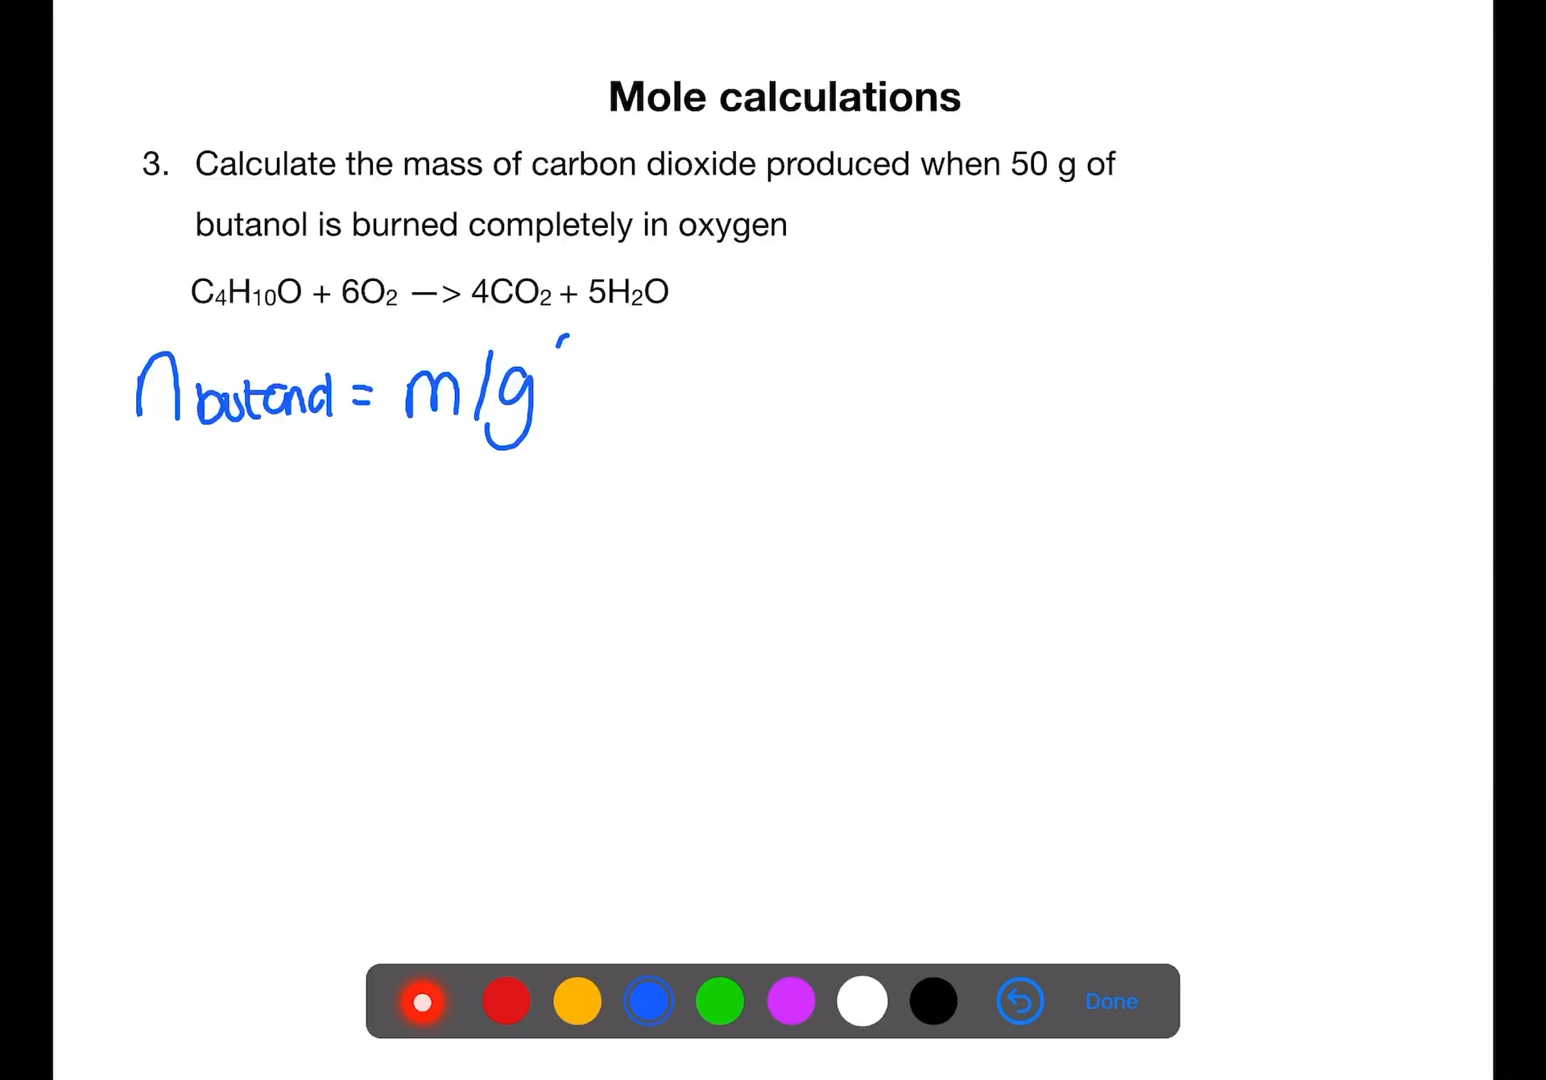 Mole calculations
3. Calculate the mass of carbon dioxide produced when 50 g of
butanol is burned completely in oxygen
C₄H₁₀O + 6O₂ —> 4CO₂ + 5H₂O
n butanol = m/g
Done